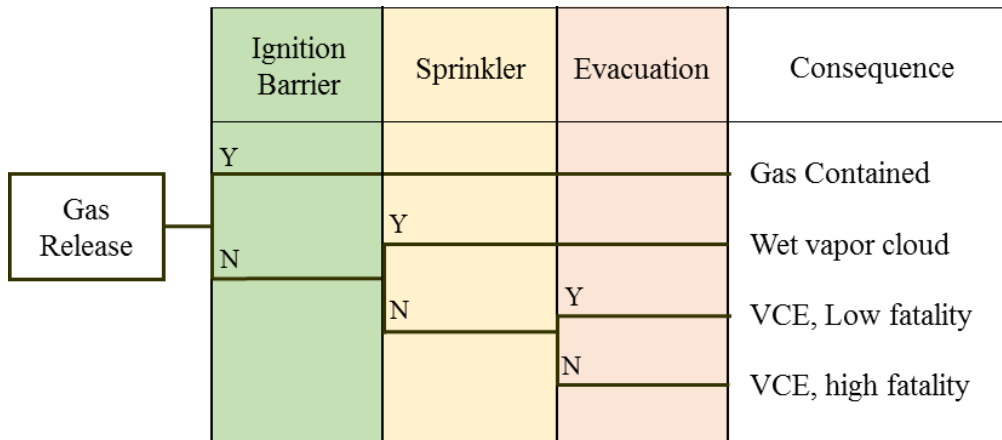 Ignition
Barrier
Sprinkler
Evacuation
Consequence
Y
Gas Contained
Gas
Release
Y
Wet vapor cloud
N
Y
VCE, Low fatality
N
N
VCE, high fatality